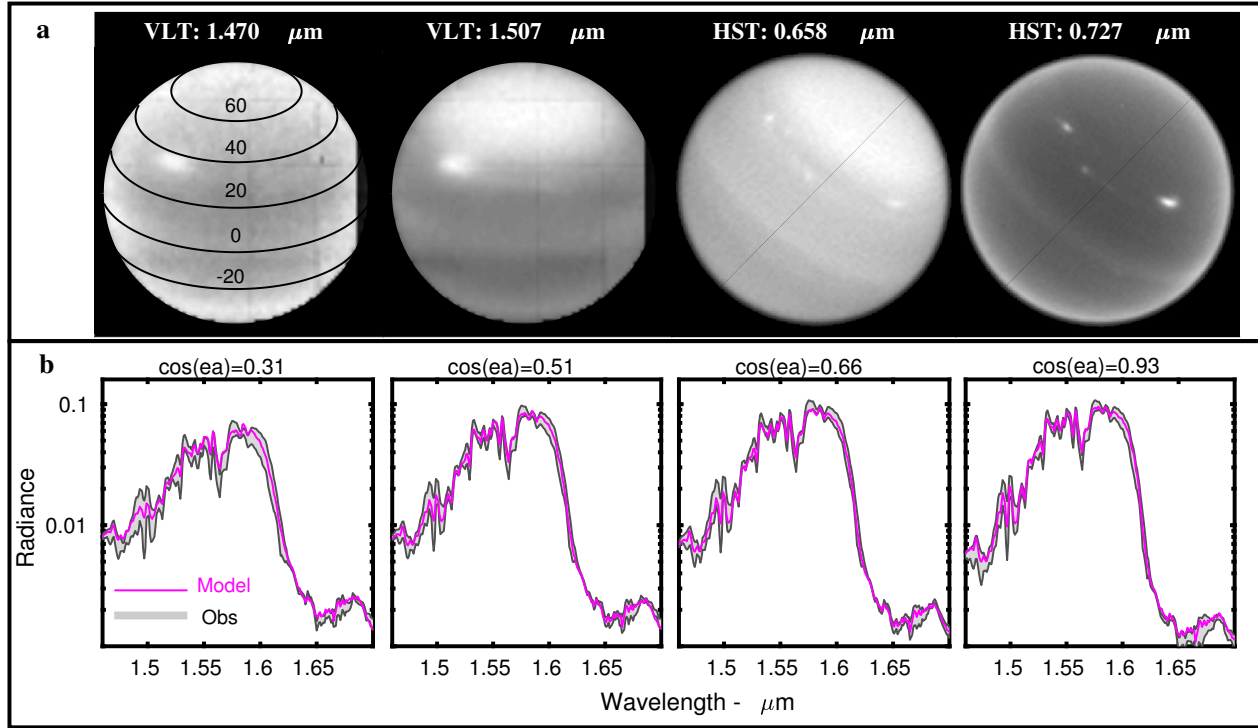 a
VLT: 1.470 μm
VLT: 1.507 μm
HST: 0.658 μm
HST: 0.727 μm
60
40
20
0
-20
b
cos(ea)=0.31
cos(ea)=0.51
cos(ea)=0.66
cos(ea)=0.93
0.1
0.01
Radiance
Model
Obs
1.5 1.55 1.6 1.65
1.5 1.55 1.6 1.65
1.5 1.55 1.6 1.65
1.5 1.55 1.6 1.65
Wavelength - μm